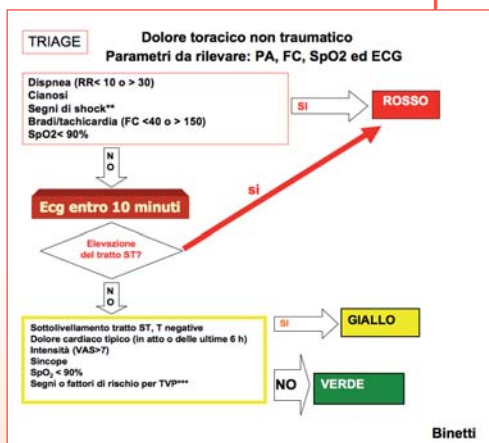 TRIAGE
Dolore toracico non traumatico
Parametri da rilevare: PA, FC, SpO2 ed ECG
Dispnea (RR< 10 o > 30)
Cianosi
Segni di shock**
Bradi/tachicardia (FC <40 o > 150)
SpO2< 90%
SI
ROSSO
NO
si
Ecg entro 10 minuti
Elevazione
del tratto ST?
NO
Sottolivellamento tratto ST, T negative
Dolore cardiaco tipico (in atto o delle ultime 6 h)
Intensità (VAS>7)
Sincope
SpO2 < 90%
Segni o fattori di rischio per TVP***
SI
GIALLO
NO
VERDE
Binetti